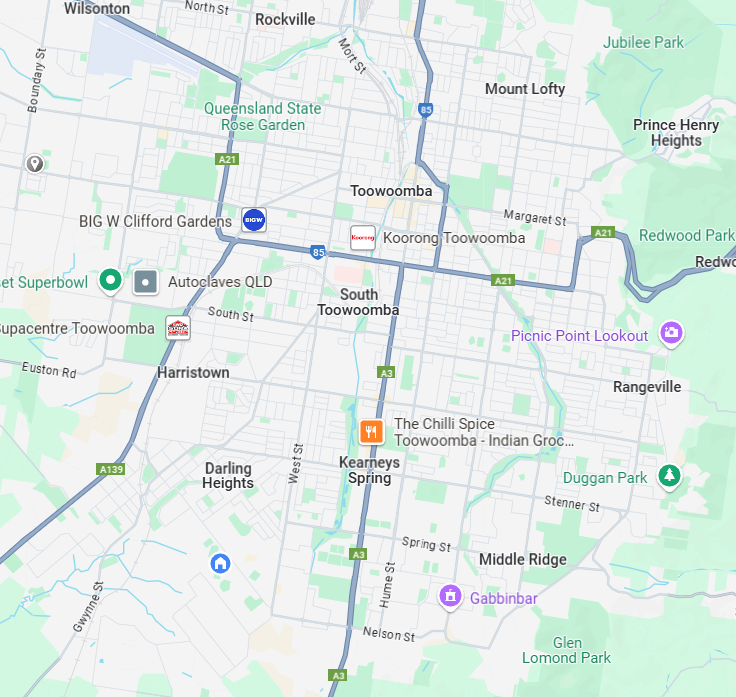 Wilsonton
North St
Rockville
Mort St
Jubilee Park
Boundary St
Mount Lofty
Queensland State
Rose Garden
85
Prince Henry
Heights
A21
Toowoomba
Margaret St
BIG W Clifford Gardens
BIGW
Koorong
Koorong Toowoomba
A21
Redwood Park
85
Redwo
set Superbowl
Autoclaves QLD
A21
South
Toowoomba
South St
Supacentre Toowoomba
Picnic Point Lookout
Euston Rd
Harristown
A3
Rangeville
The Chilli Spice
Toowoomba - Indian Groc...
West St
A139
Darling
Heights
Kearneys
Spring
Duggan Park
Stenner St
Spring St
A3
Middle Ridge
Gwynne St
Hume St
Gabbinbar
Nelson St
Glen
Lomond Park
A3